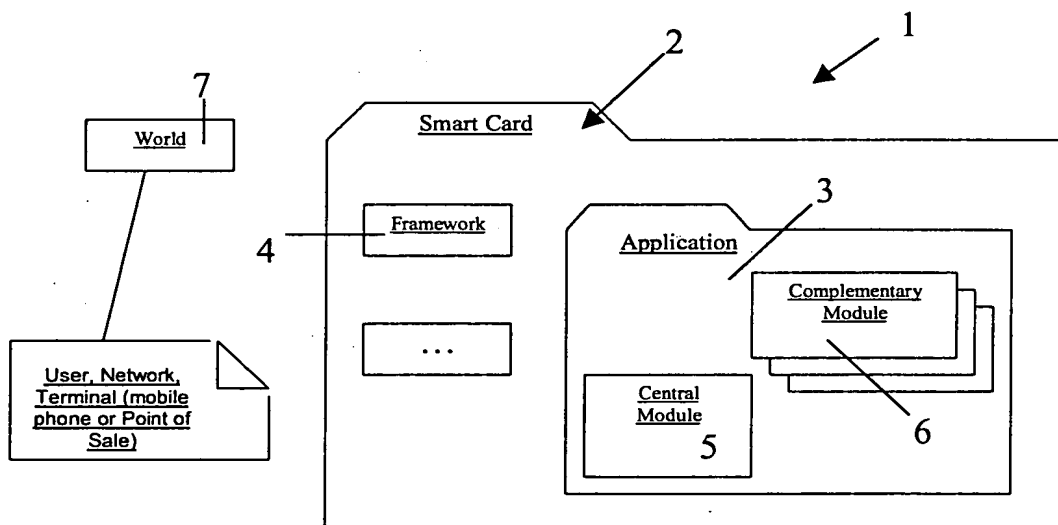 1
2
7
Smart Card
World
3
Framework
4
Application
Complementary
Module
...
User, Network,
Terminal (mobile
phone or Point of
Sale)
Central
Module
5
6